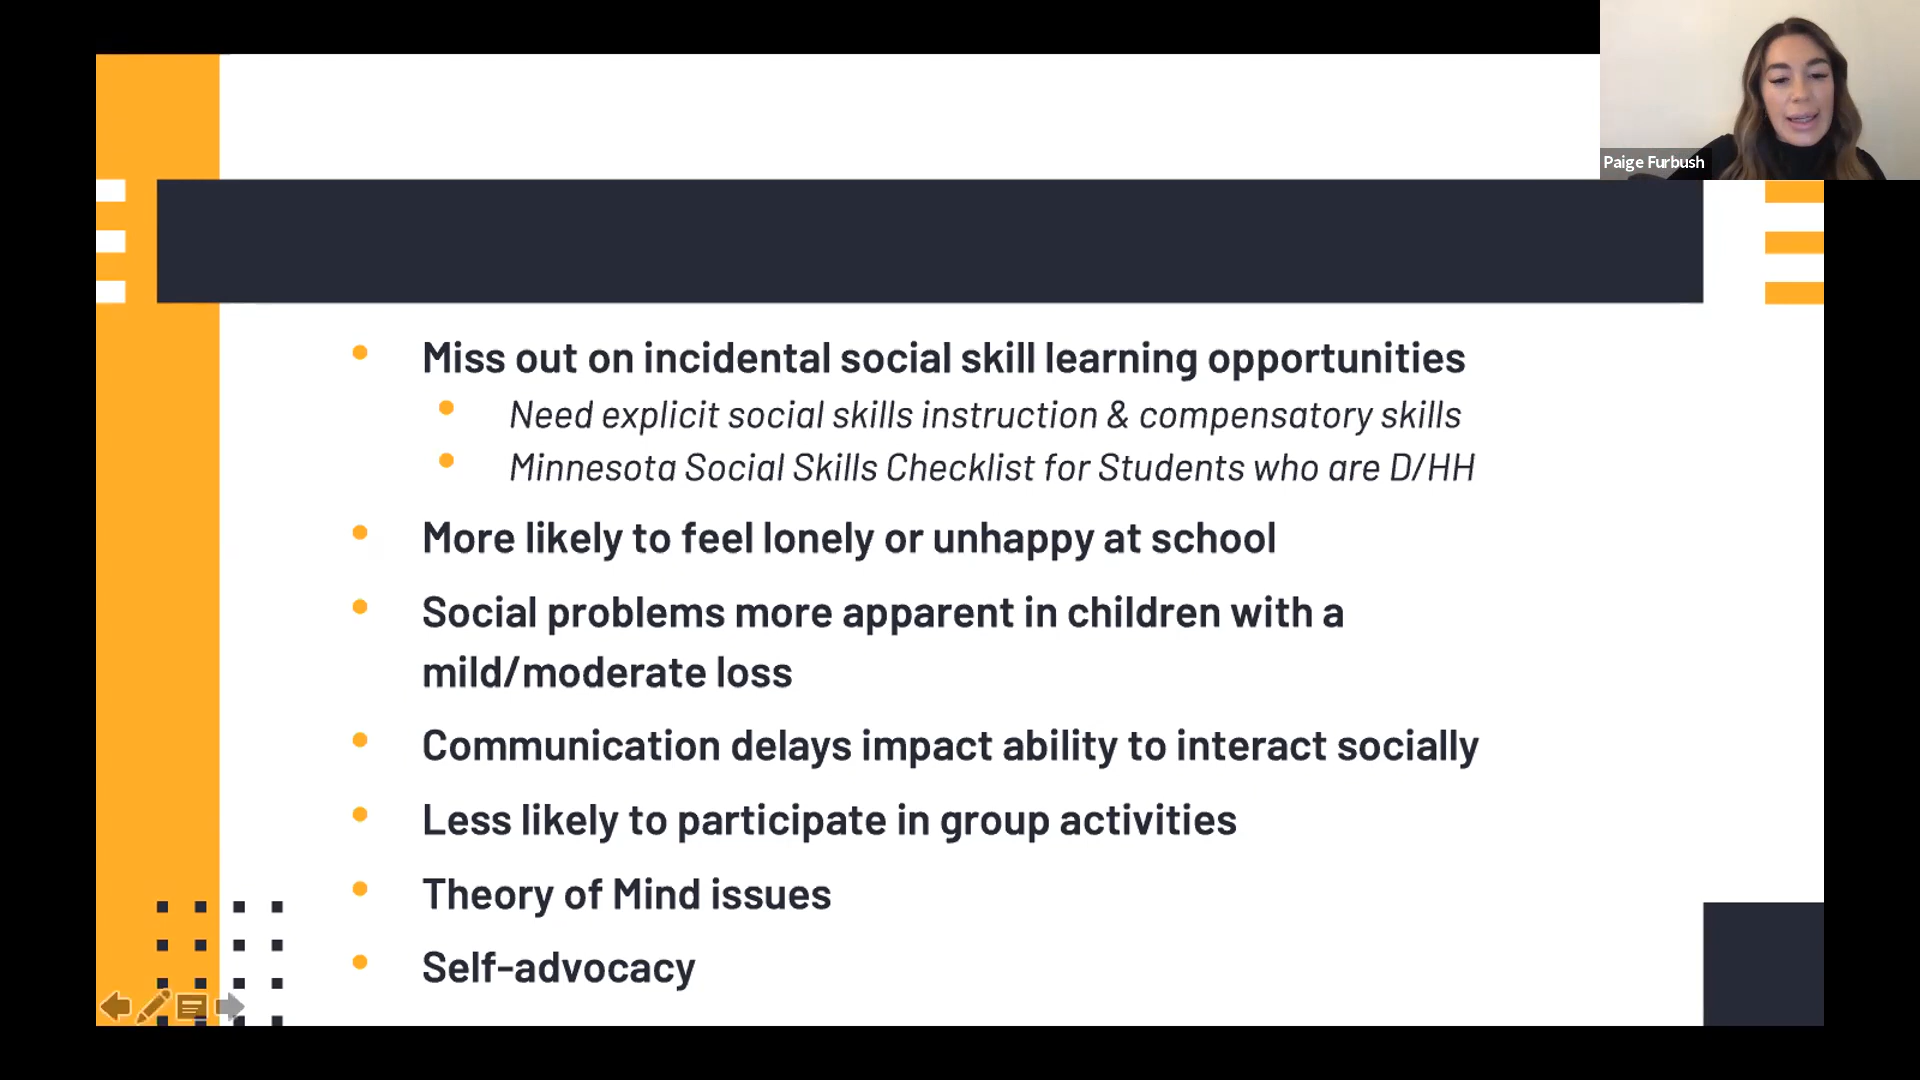 Paige Furbush
Miss out on incidental social skill learning opportunities
Need explicit social skills instruction & compensatory skills
Minnesota Social Skills Checklist for Students who are D/HH
More likely to feel lonely or unhappy at school
Social problems more apparent in children with a
mild/moderate loss
Communication delays impact ability to interact socially
Less likely to participate in group activities
Theory of Mind issues
Self-advocacy